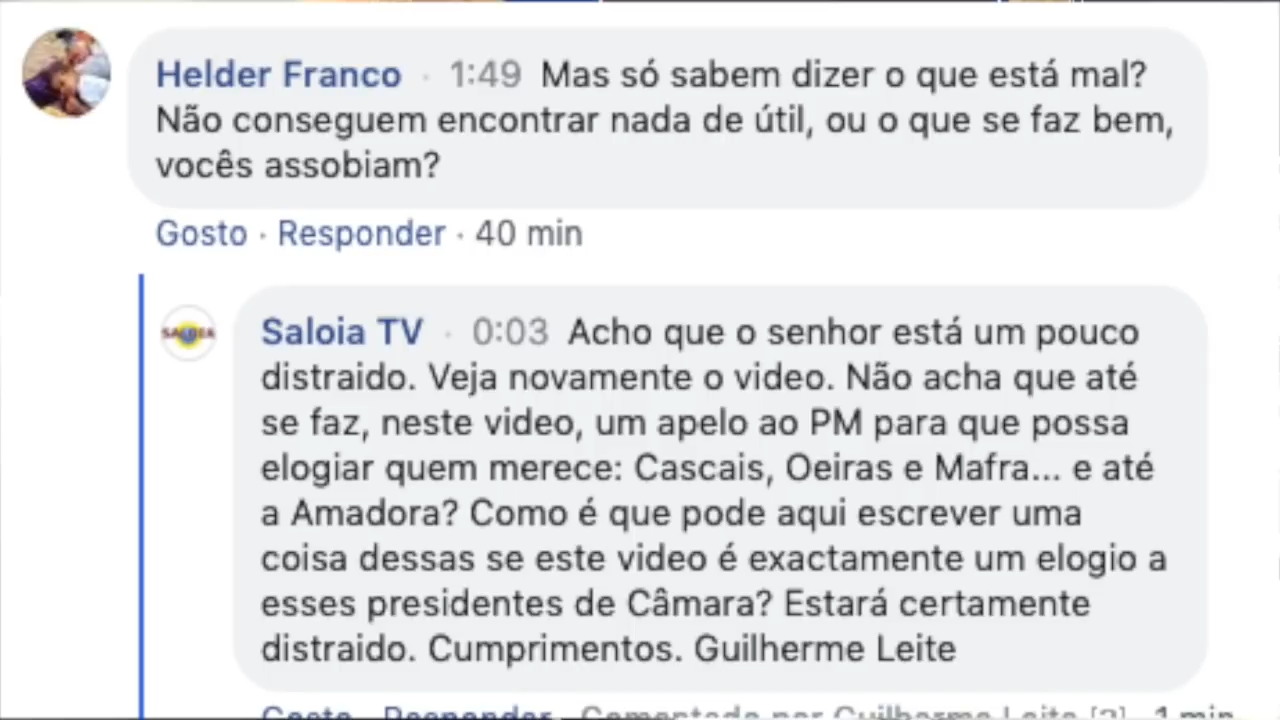 Helder Franco · 1:49 Mas só sabem dizer o que está mal?
Não conseguem encontrar nada de útil, ou o que se faz bem,
vocês assobiam?
Gosto · Responder · 40 min
SALOIA
Saloia TV · 0:03 Acho que o senhor está um pouco
distraido. Veja novamente o video. Não acha que até
se faz, neste video, um apelo ao PM para que possa
elogiar quem merece: Cascais, Oeiras e Mafra... e até
a Amadora? Como é que pode aqui escrever uma
coisa dessas se este video é exactamente um elogio a
esses presidentes de Câmara? Estará certamente
distraido. Cumprimentos. Guilherme Leite
Gosto · Responder · Comentado por Guilherme Leite [?] · 1 min